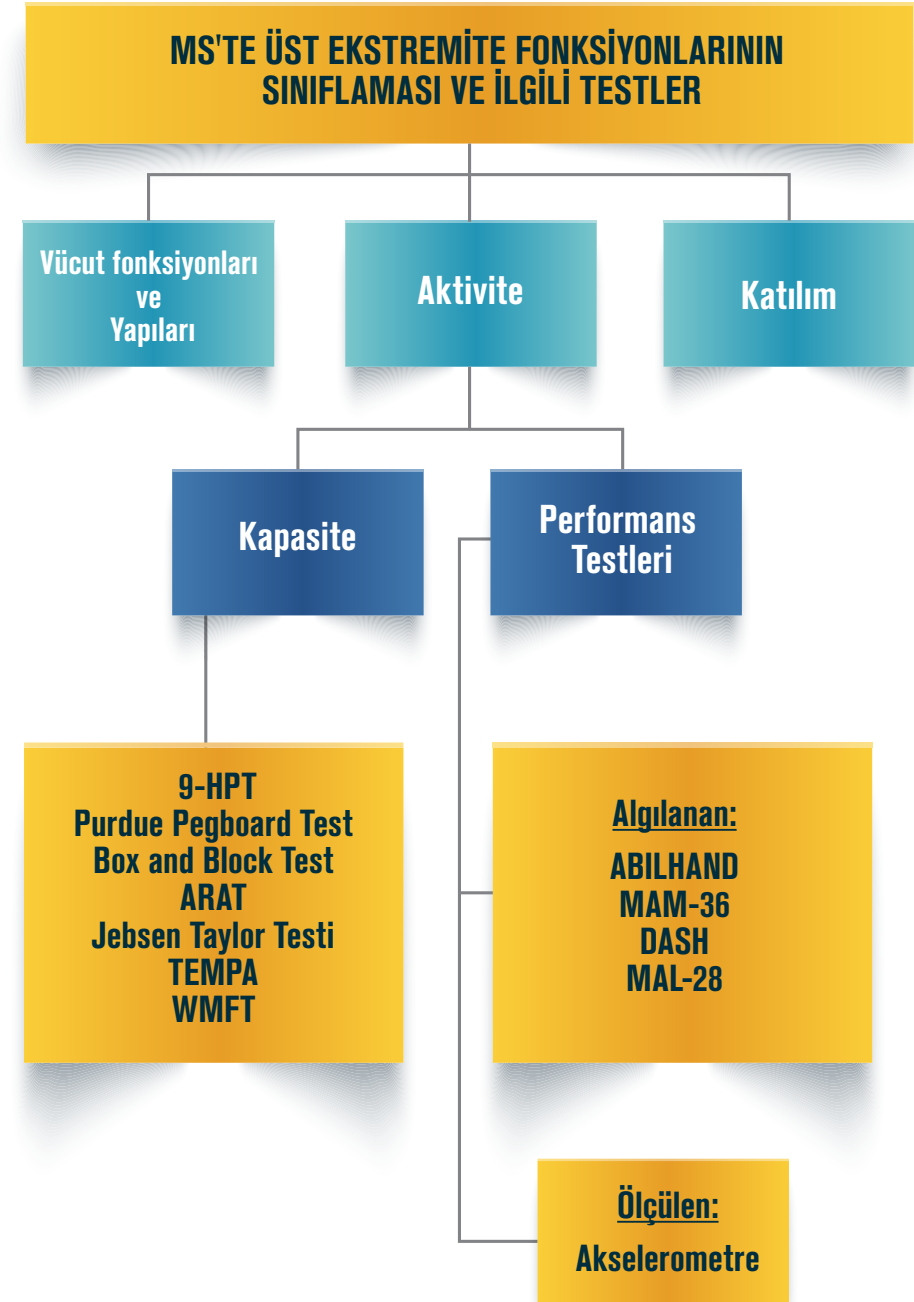 MS'TE ÜST EKSTREMİTE FONKSİYONLARININ
SINIFLAMASI VE İLGİLİ TESTLER
Vücut fonksiyonları
ve
Yapıları
Aktivite
Katılım
Kapasite
Performans
Testleri
9-HPT
Purdue Pegboard Test
Box and Block Test
ARAT
Jebsen Taylor Testi
TEMPA
WMFT
Algılanan:
ABILHAND
MAM-36
DASH
MAL-28
Ölçülen:
Akselerometre